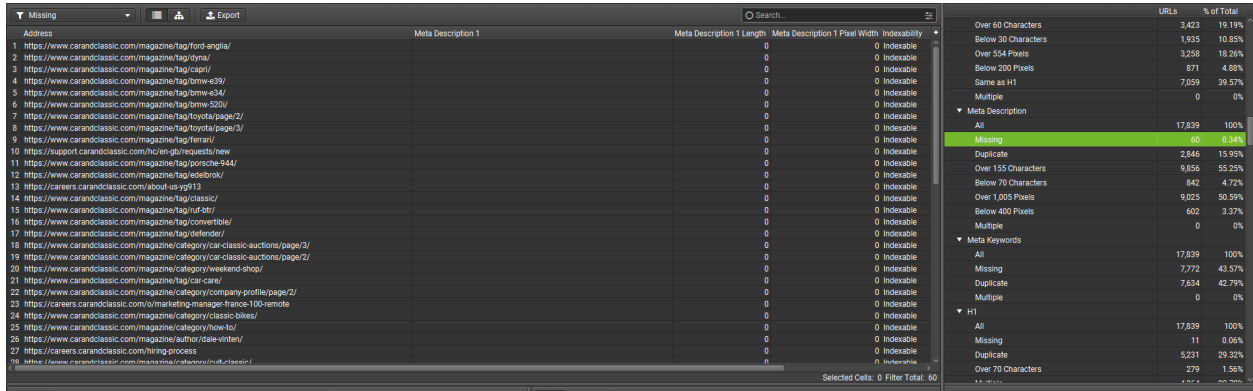 Missing Export Search...
Address Meta Description 1 Meta Description 1 Length Meta Description 1 Pixel Width Indexability +
1 https://www.carandclassic.com/magazine/tag/ford-anglia/ 0 0 Indexable
2 https://www.carandclassic.com/magazine/tag/dyna/ 0 0 Indexable
3 https://www.carandclassic.com/magazine/tag/capri/ 0 0 Indexable
4 https://www.carandclassic.com/magazine/tag/bmw-e39/ 0 0 Indexable
5 https://www.carandclassic.com/magazine/tag/bmw-e34/ 0 0 Indexable
6 https://www.carandclassic.com/magazine/tag/bmw-520i/ 0 0 Indexable
7 https://www.carandclassic.com/magazine/tag/toyota/page/2/ 0 0 Indexable
8 https://www.carandclassic.com/magazine/tag/toyota/page/3/ 0 0 Indexable
9 https://www.carandclassic.com/magazine/tag/ferrari/ 0 0 Indexable
10 https://support.carandclassic.com/hc/en-gb/requests/new 0 0 Indexable
11 https://www.carandclassic.com/magazine/tag/porsche-944/ 0 0 Indexable
12 https://www.carandclassic.com/magazine/tag/edelbrok/ 0 0 Indexable
13 https://careers.carandclassic.com/about-us-yg913 0 0 Indexable
14 https://www.carandclassic.com/magazine/tag/classic/ 0 0 Indexable
15 https://www.carandclassic.com/magazine/tag/ruf-btr/ 0 0 Indexable
16 https://www.carandclassic.com/magazine/tag/convertible/ 0 0 Indexable
17 https://www.carandclassic.com/magazine/tag/defender/ 0 0 Indexable
18 https://www.carandclassic.com/magazine/category/car-classic-auctions/page/3/ 0 0 Indexable
19 https://www.carandclassic.com/magazine/category/car-classic-auctions/page/2/ 0 0 Indexable
20 https://www.carandclassic.com/magazine/category/weekend-shop/ 0 0 Indexable
21 https://www.carandclassic.com/magazine/tag/car-care/ 0 0 Indexable
22 https://www.carandclassic.com/magazine/category/company-profile/page/2/ 0 0 Indexable
23 https://careers.carandclassic.com/o/marketing-manager-france-100-remote 0 0 Indexable
24 https://www.carandclassic.com/magazine/category/classic-bikes/ 0 0 Indexable
25 https://www.carandclassic.com/magazine/category/how-to/ 0 0 Indexable
26 https://www.carandclassic.com/magazine/author/dale-vinten/ 0 0 Indexable
27 https://careers.carandclassic.com/hiring-process 0 0 Indexable
28 https://www.carandclassic.com/magazine/category/cult-classic/ 0 0 Indexable
Selected Cells: 0 Filter Total: 60
URLs % of Total
Over 60 Characters 3,423 19.19%
Below 30 Characters 1,935 10.85%
Over 554 Pixels 3,258 18.26%
Below 200 Pixels 871 4.88%
Same as H1 7,059 39.57%
Multiple 0 0%
Meta Description
All 17,839 100%
Missing 60 0.34%
Duplicate 2,846 15.95%
Over 155 Characters 9,856 55.25%
Below 70 Characters 842 4.72%
Over 1,005 Pixels 9,025 50.59%
Below 400 Pixels 602 3.37%
Multiple 0 0%
Meta Keywords
All 17,839 100%
Missing 7,772 43.57%
Duplicate 7,634 42.79%
Multiple 0 0%
H1
All 17,839 100%
Missing 11 0.06%
Duplicate 5,231 29.32%
Over 70 Characters 279 1.56%